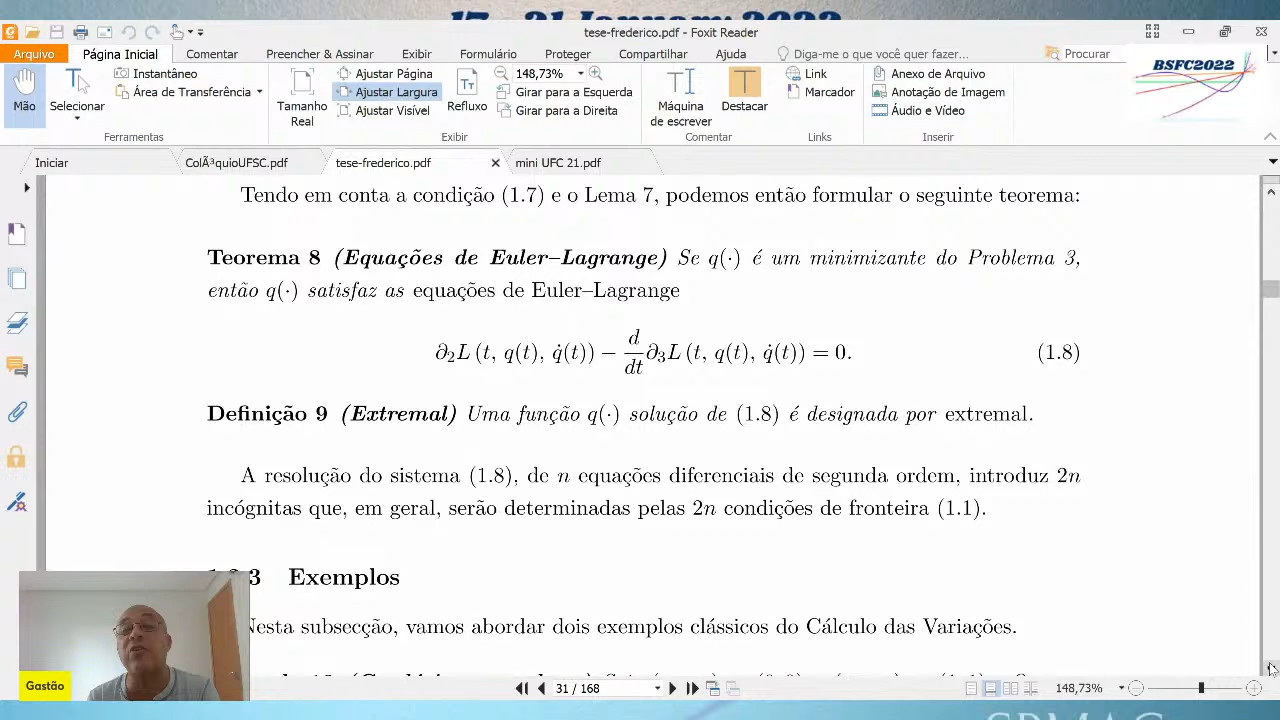 17 - 21 January 2022
tese-frederico.pdf - Foxit Reader
Arquivo Página Inicial Comentar Preencher & Assinar Exibir Formulário Proteger Compartilhar Ajuda Diga-me o que você quer fazer... Procurar
BSFC2022
Mão
Selecionar
Instantâneo
Área de Transferência
Ferramentas
Tamanho Real
Ajustar Página
Ajustar Largura
Ajustar Visível
Refluxo
148,73%
Girar para a Esquerda
Girar para a Direita
Exibir
Máquina de escrever
Destacar
Comentar
Link
Marcador
Links
Anexo de Arquivo
Anotação de Imagem
Áudio e Vídeo
Inserir
Iniciar ColÃ³quioUFSC.pdf tese-frederico.pdf mini UFC 21.pdf
Tendo em conta a condição (1.7) e o Lema 7, podemos então formular o seguinte teorema:
Teorema 8 (Equações de Euler–Lagrange) Se q(·) é um minimizante do Problema 3,
então q(·) satisfaz as equações de Euler–Lagrange
∂₂L (t, q(t), q̇(t)) − d/dt ∂₃L (t, q(t), q̇(t)) = 0. (1.8)
Definição 9 (Extremal) Uma função q(·) solução de (1.8) é designada por extremal.
A resolução do sistema (1.8), de n equações diferenciais de segunda ordem, introduz 2n
incógnitas que, em geral, serão determinadas pelas 2n condições de fronteira (1.1).
3 Exemplos
Nesta subsecção, vamos abordar dois exemplos clássicos do Cálculo das Variações.
Gastão
31 / 168
148,73%